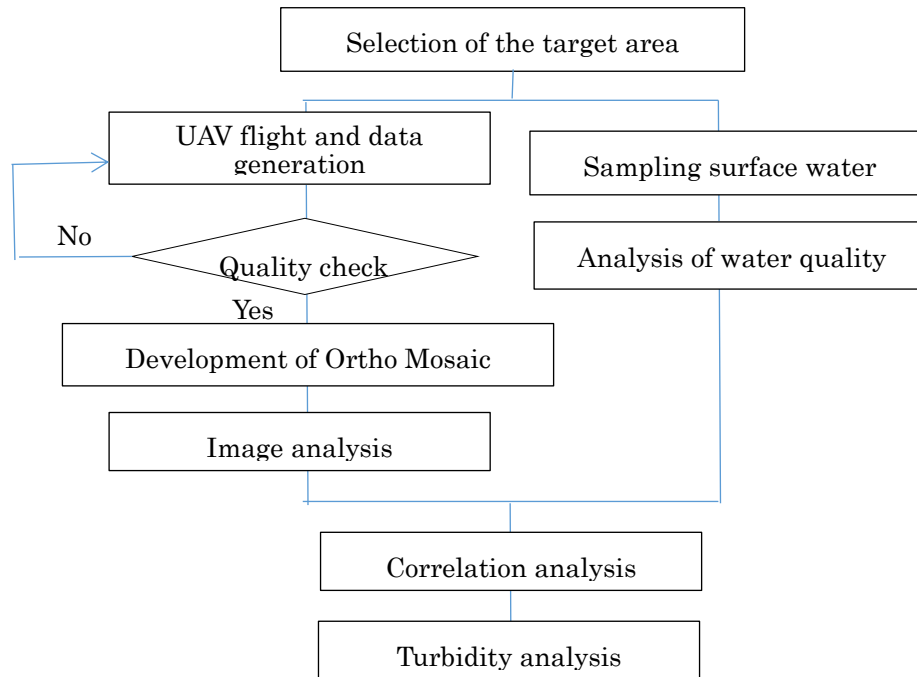 Selection of the target area
UAV flight and data
generation
Sampling surface water
No
Quality check
Analysis of water quality
Yes
Development of Ortho Mosaic
Image analysis
Correlation analysis
Turbidity analysis